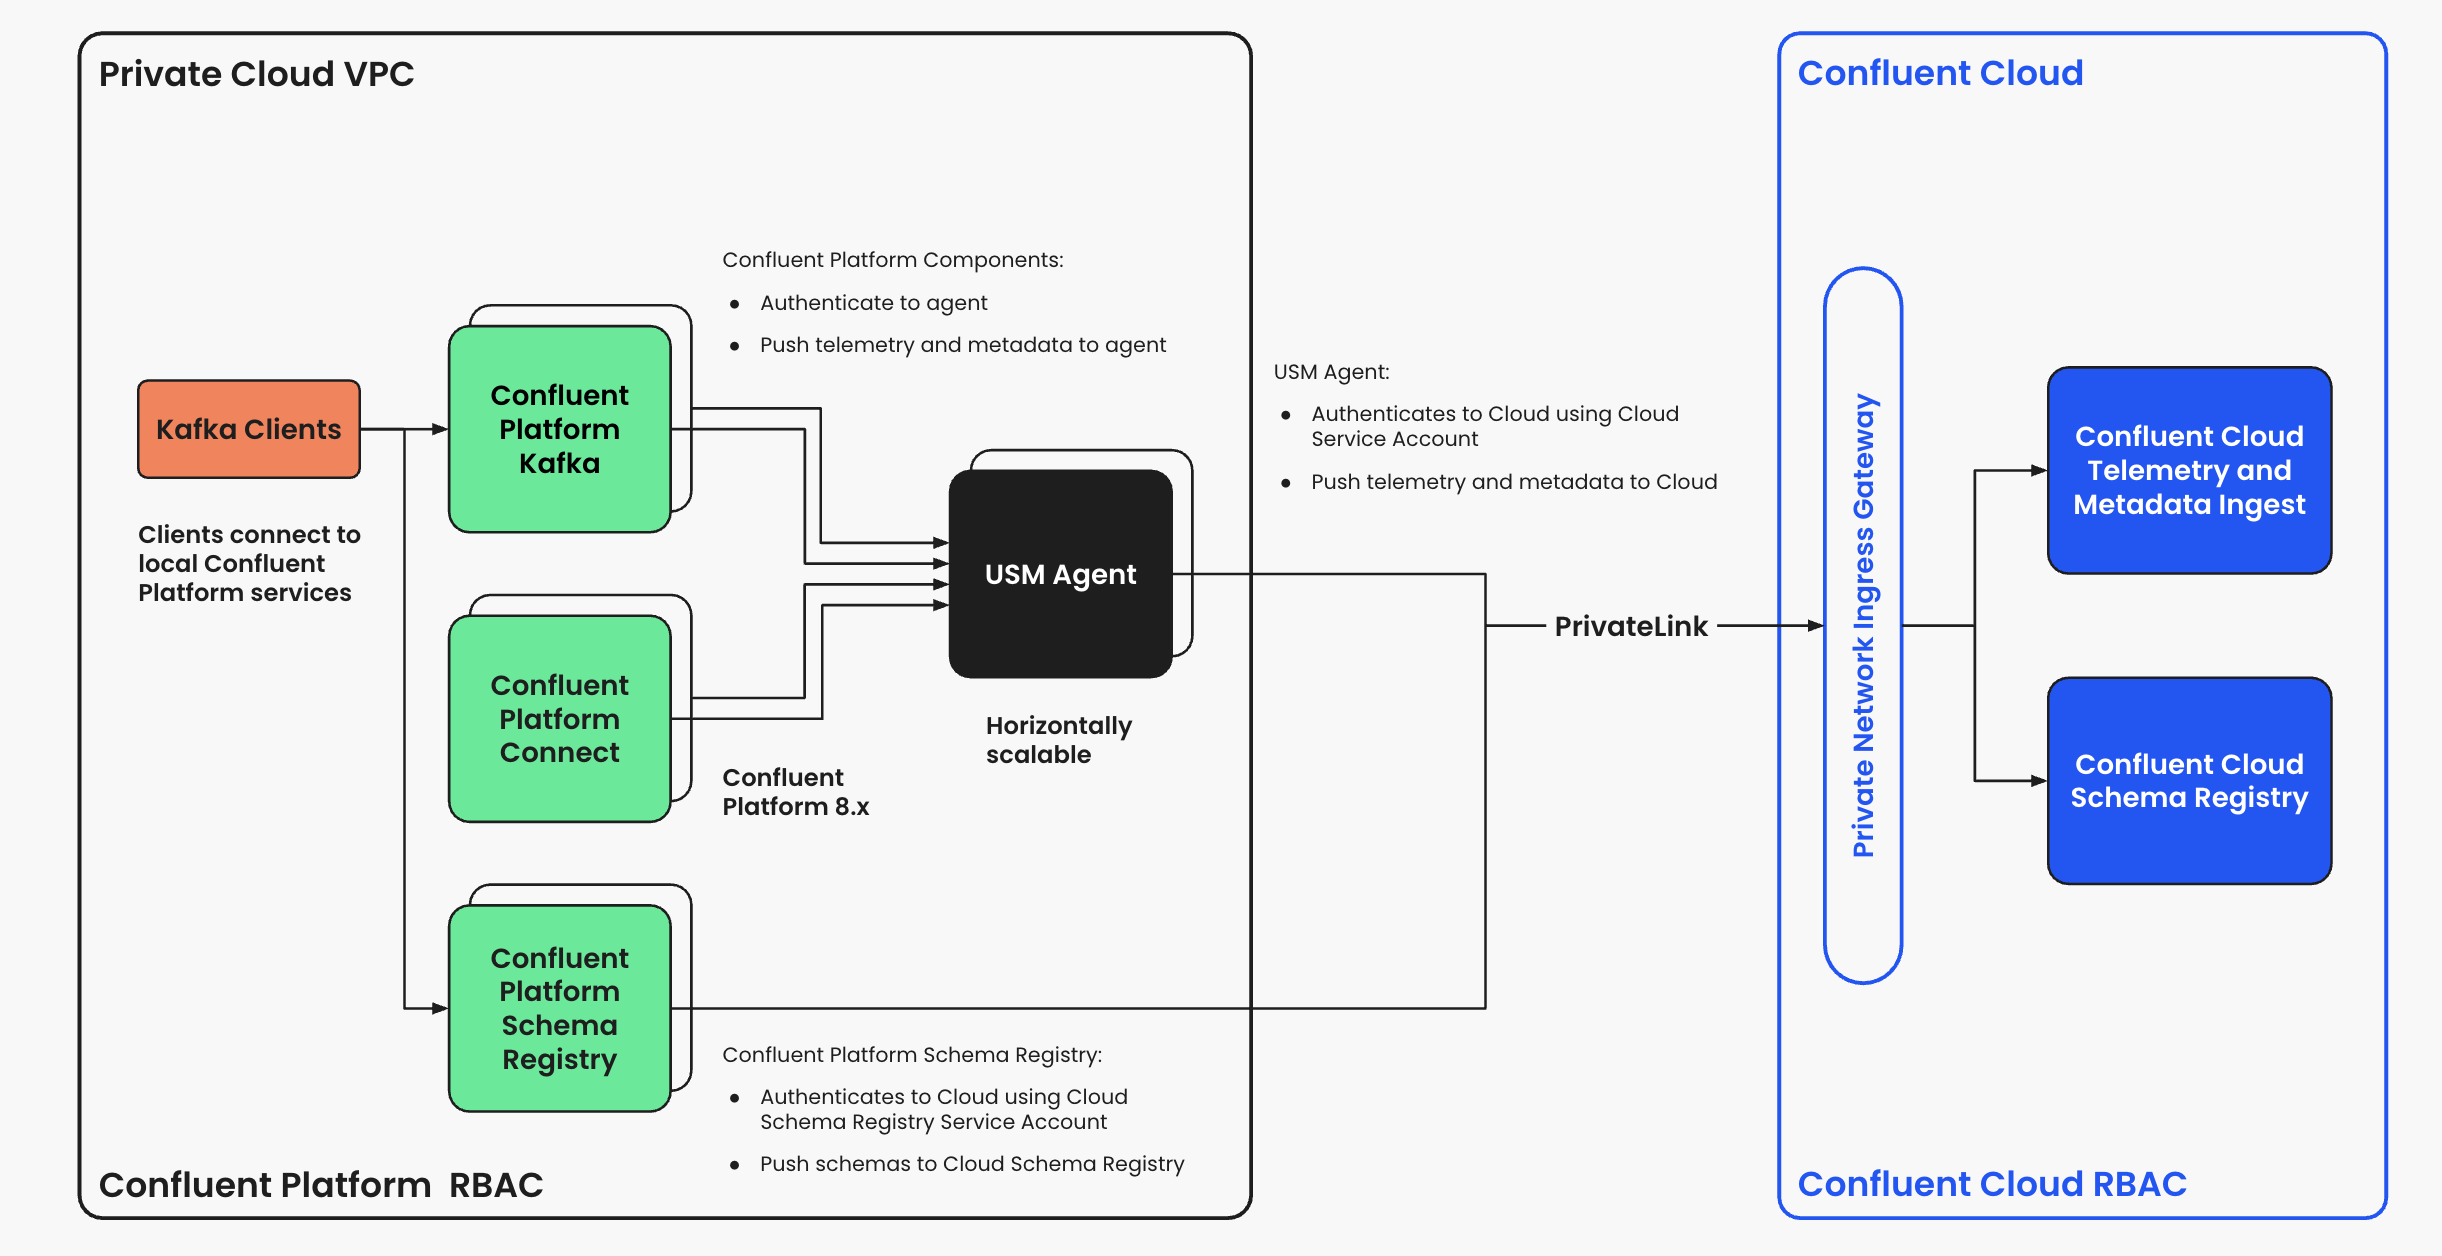 Private Cloud VPC
Confluent Platform Components:
● Authenticate to agent
● Push telemetry and metadata to agent
Kafka Clients
Clients connect to
local Confluent
Platform services
Confluent
Platform
Kafka
Confluent
Platform
Connect
Confluent
Platform 8.x
USM Agent
Horizontally
scalable
Confluent
Platform
Schema
Registry
Confluent Platform Schema Registry:
● Authenticates to Cloud using Cloud
Schema Registry Service Account
● Push schemas to Cloud Schema Registry
Confluent Platform RBAC
USM Agent:
● Authenticates to Cloud using Cloud
Service Account
● Push telemetry and metadata to Cloud
PrivateLink
Confluent Cloud
Private Network Ingress Gateway
Confluent Cloud
Telemetry and
Metadata Ingest
Confluent Cloud
Schema Registry
Confluent Cloud RBAC